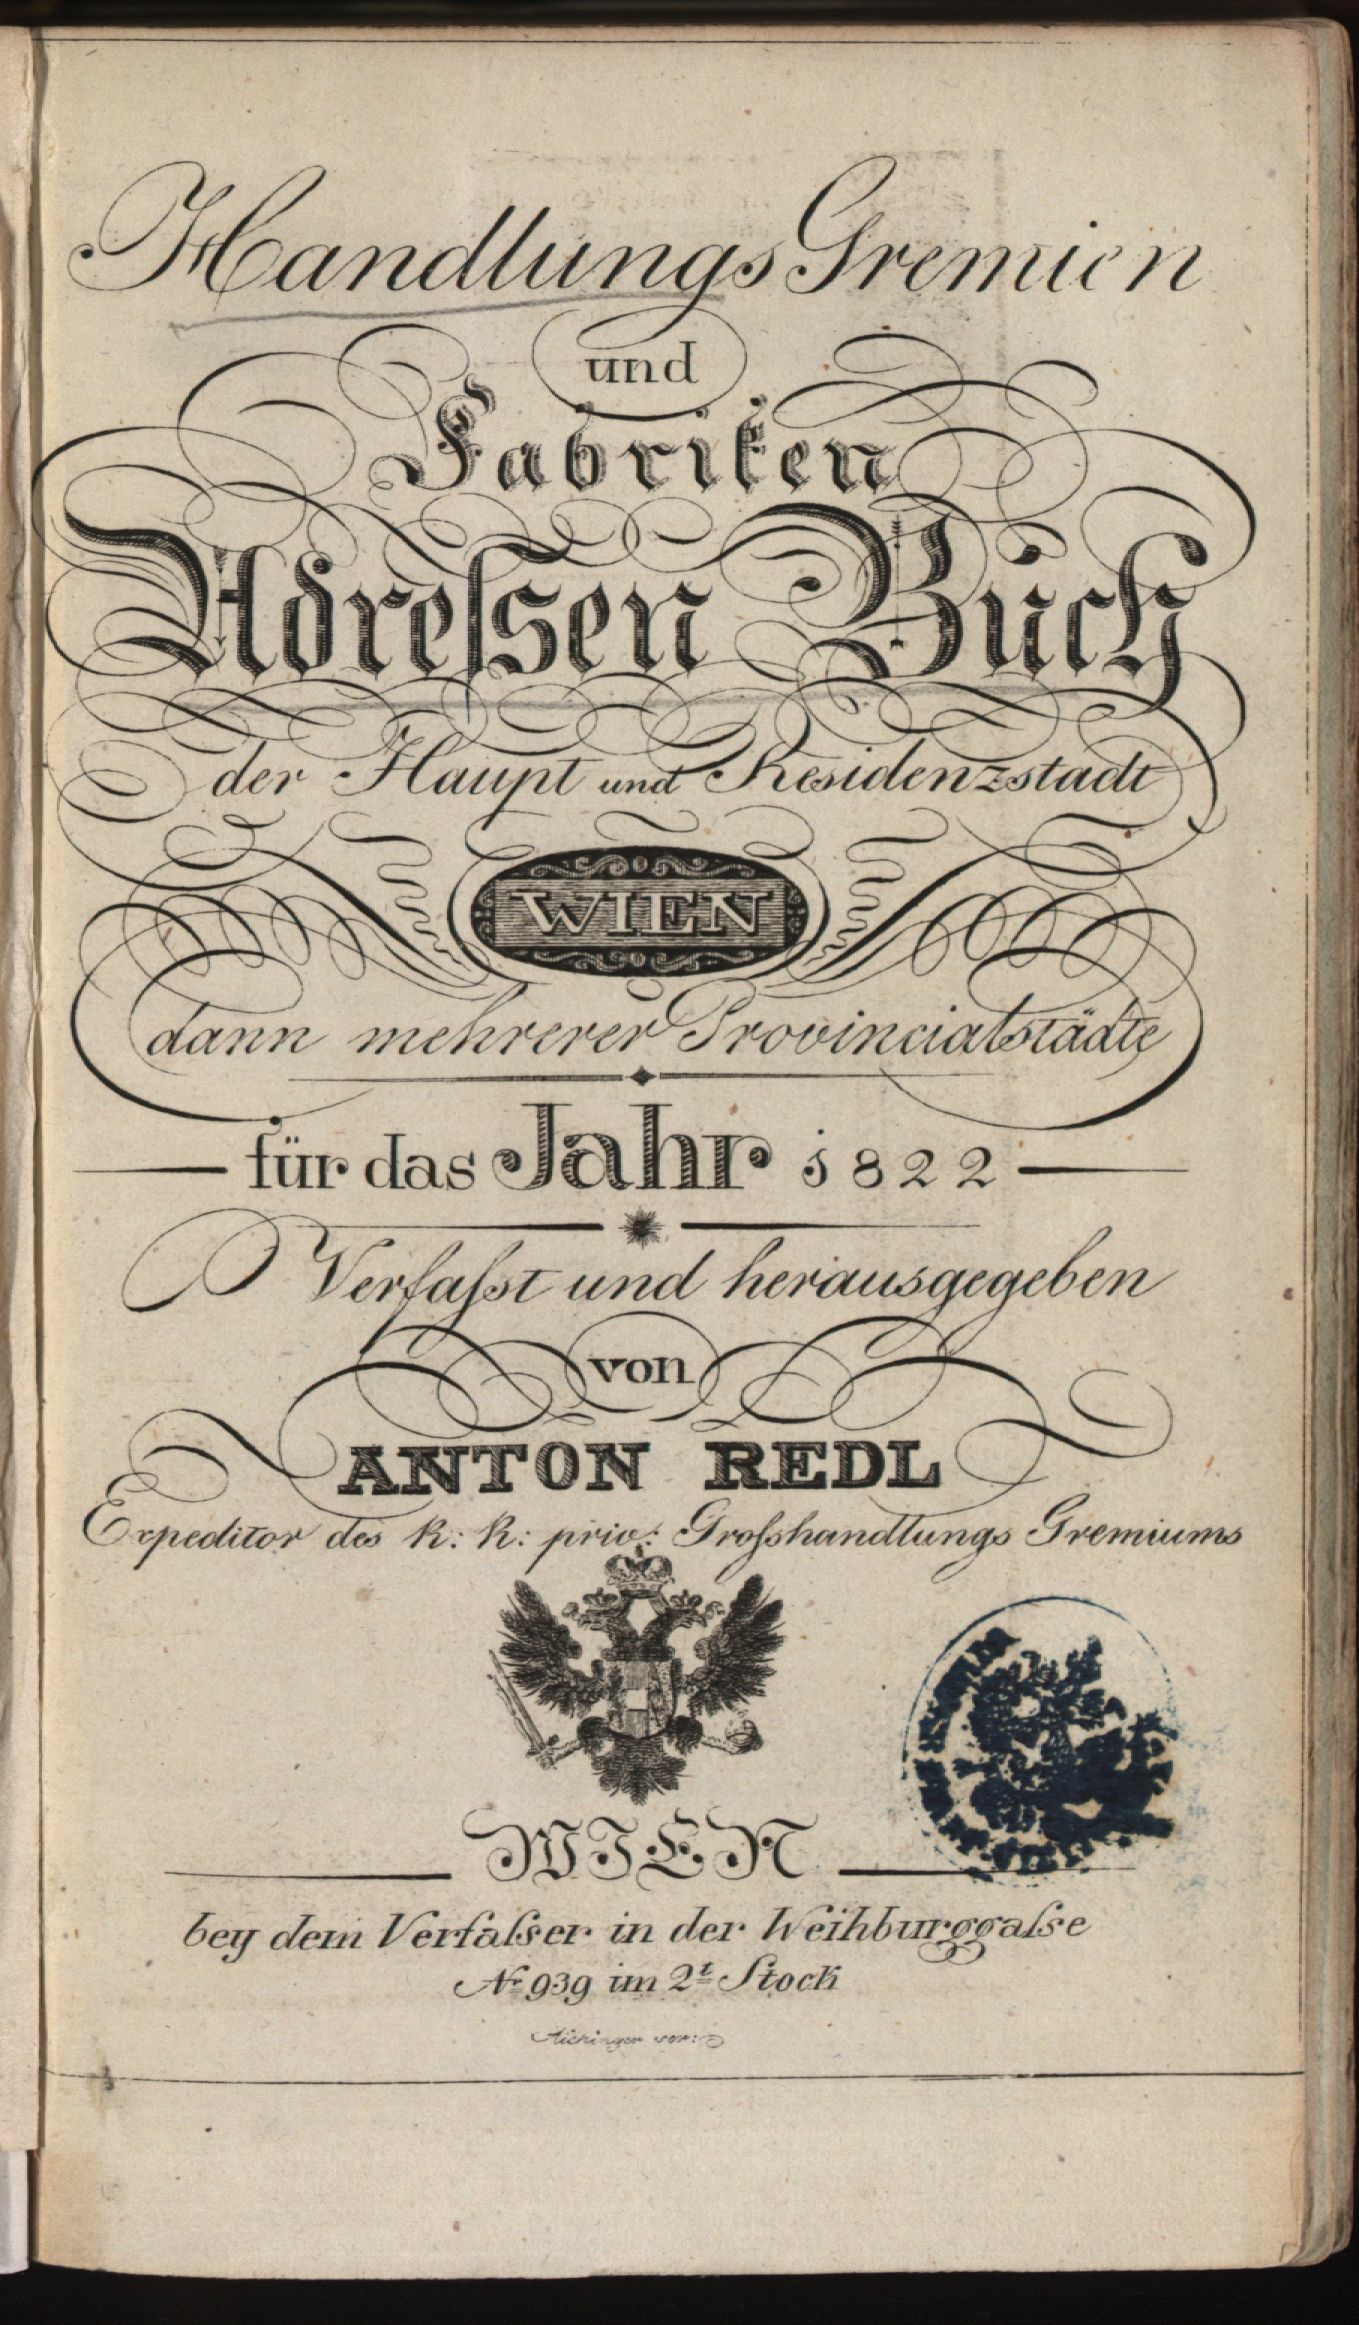 Handlungs Gremien
und
Fabriken
Adreſsen Buch
der Haupt und Residenzstadt
WIEN
dann mehrerer Provincialstädte
für das Jahr 1822
Verfaſst und herausgegeben
von
ANTON REDL
Expeditor des k: k: priv: Groſshandlungs Gremiums
WIEN
bey dem Verfaſser in der Weihburggaſse
No 939 im 2t Stock